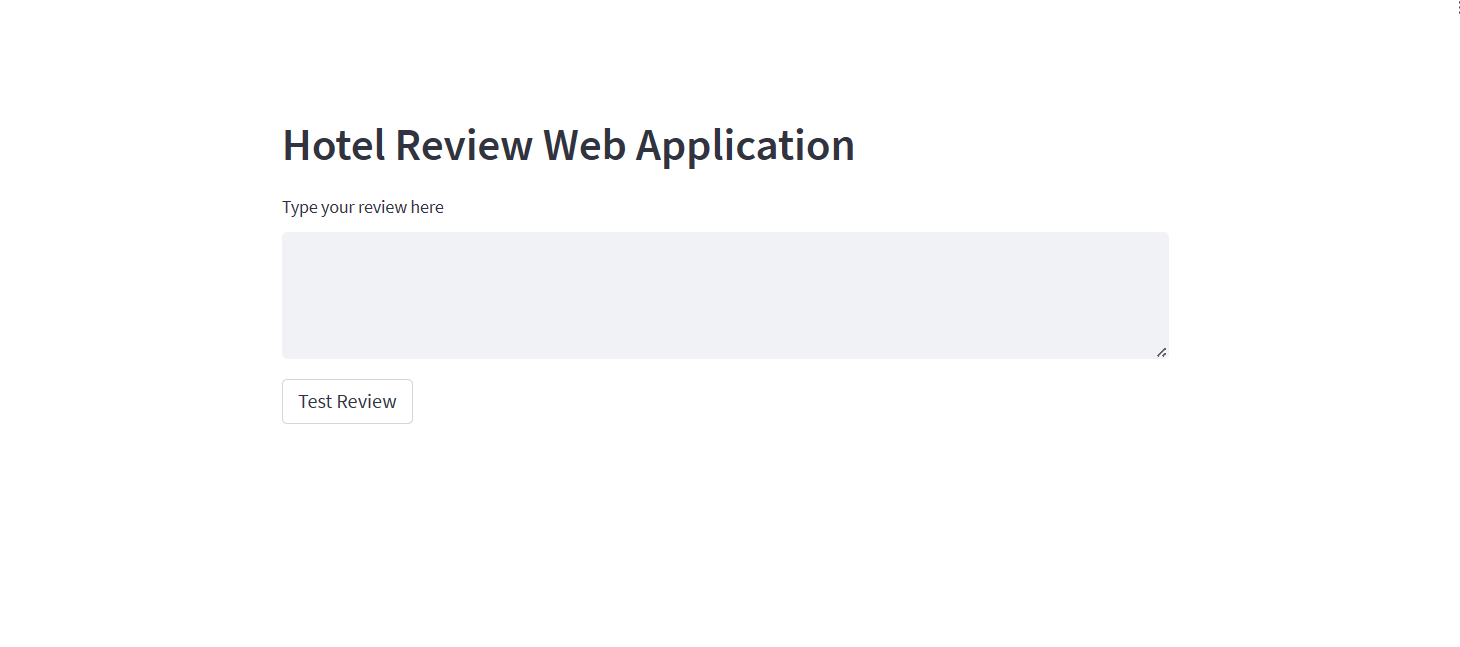 Hotel Review Web Application
Type your review here
Test Review